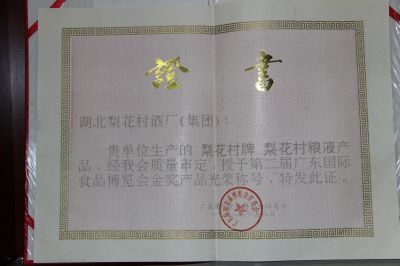 證書
湖北梨花村酒厂(集团)：
贵单位生产的 梨花村牌 梨花村粮液产
品，经我会质量审定，授予第二届广东国际
食品博览会金奖产品光荣称号，特发此证。